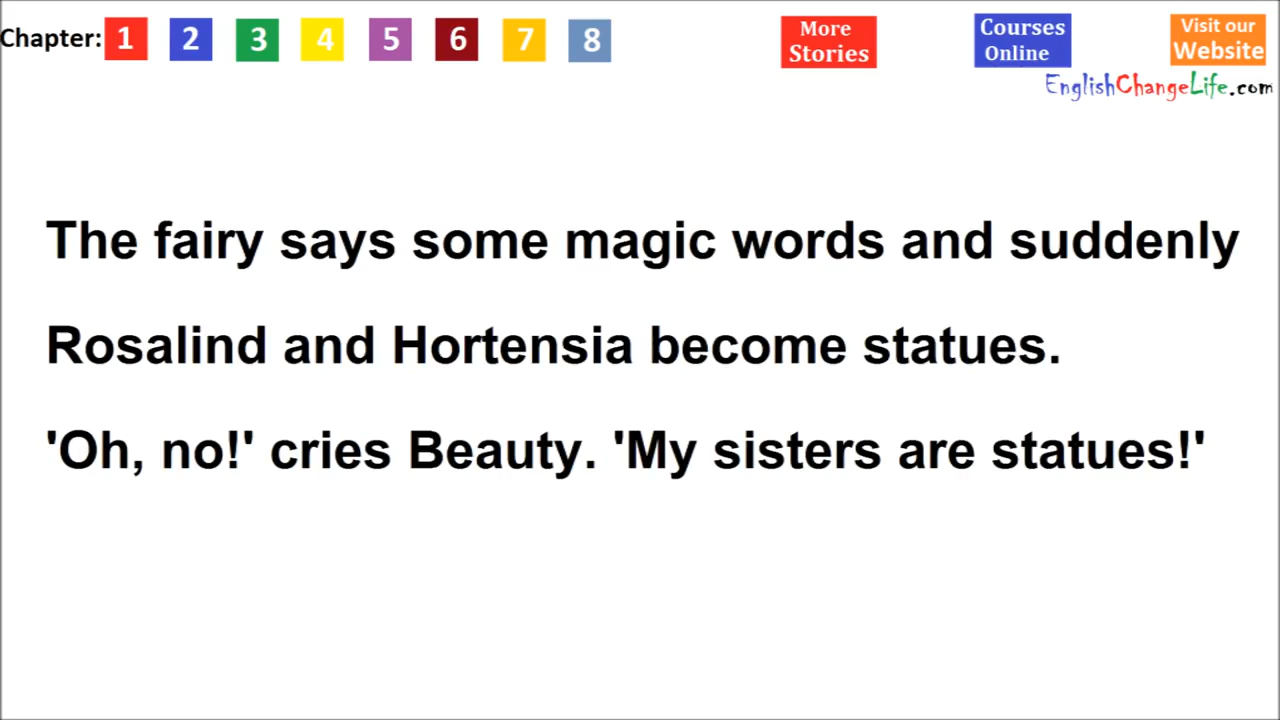 Chapter: 1 2 3 4 5 6 7 8
More
Stories
Courses
Online
Visit our
Website
EnglishChangeLife.com
The fairy says some magic words and suddenly
Rosalind and Hortensia become statues.
'Oh, no!' cries Beauty. 'My sisters are statues!'